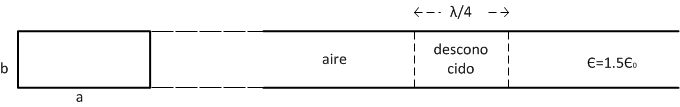 λ/4
b
aire
descono
cido
Є=1.5Є₀
a